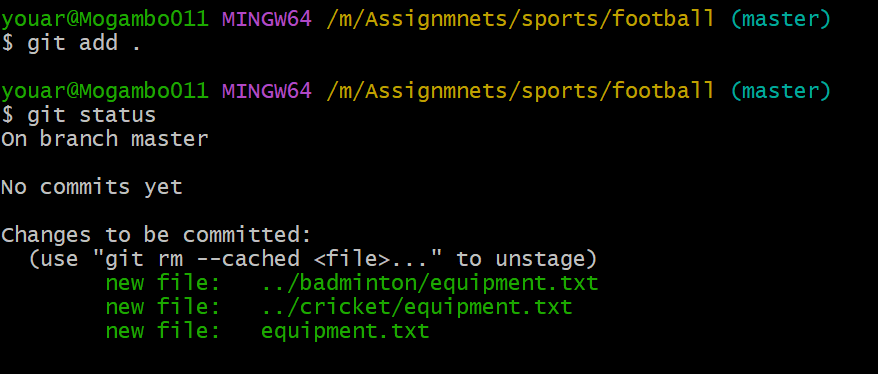 youar@Mogambo011 MINGW64 /m/Assignmnets/sports/football (master)
$ git add .
youar@Mogambo011 MINGW64 /m/Assignmnets/sports/football (master)
$ git status
On branch master
No commits yet
Changes to be committed:
  (use "git rm --cached <file>..." to unstage)
        new file:   ../badminton/equipment.txt
        new file:   ../cricket/equipment.txt
        new file:   equipment.txt